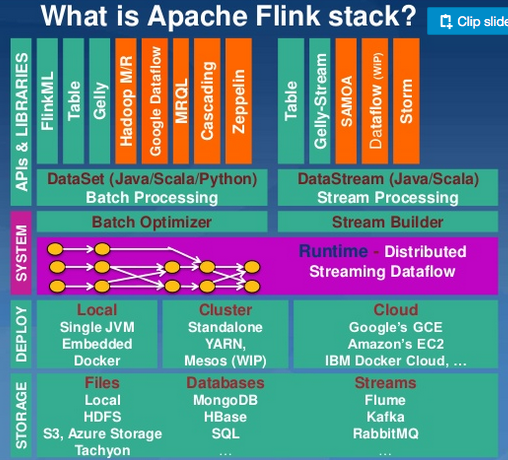 What is Apache Flink stack?
Clip slide
APIs & LIBRARIES
FlinkML
Table
Gelly
Hadoop M/R
Google Dataflow
MRQL
Cascading
Zeppelin
Table
Gelly-Stream
SAMOA
Dataflow (WiP)
Storm
DataSet (Java/Scala/Python)
Batch Processing
DataStream (Java/Scala)
Stream Processing
SYSTEM
Batch Optimizer
Stream Builder
Runtime - Distributed
Streaming Dataflow
DEPLOY
Local
Single JVM
Embedded
Docker
Cluster
Standalone
YARN,
Mesos (WIP)
Cloud
Google's GCE
Amazon's EC2
IBM Docker Cloud, …
STORAGE
Files
Local
HDFS
S3, Azure Storage
Tachyon
Databases
MongoDB
HBase
SQL
…
Streams
Flume
Kafka
RabbitMQ
…